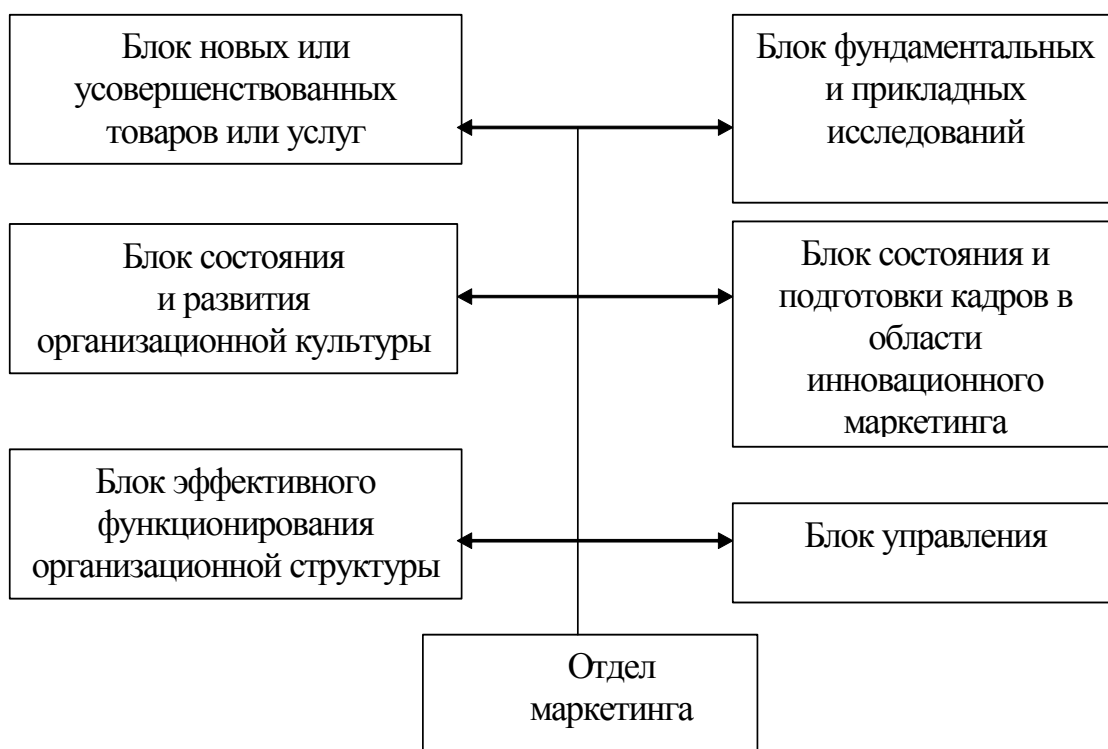 Блок новых или
усовершенствованных
товаров или услуг
Блок фундаментальных
и прикладных
исследований
Блок состояния
и развития
организационной культуры
Блок состояния и
подготовки кадров в
области
инновационного
маркетинга
Блок эффективного
функционирования
организационной структуры
Блок управления
Отдел
маркетинга